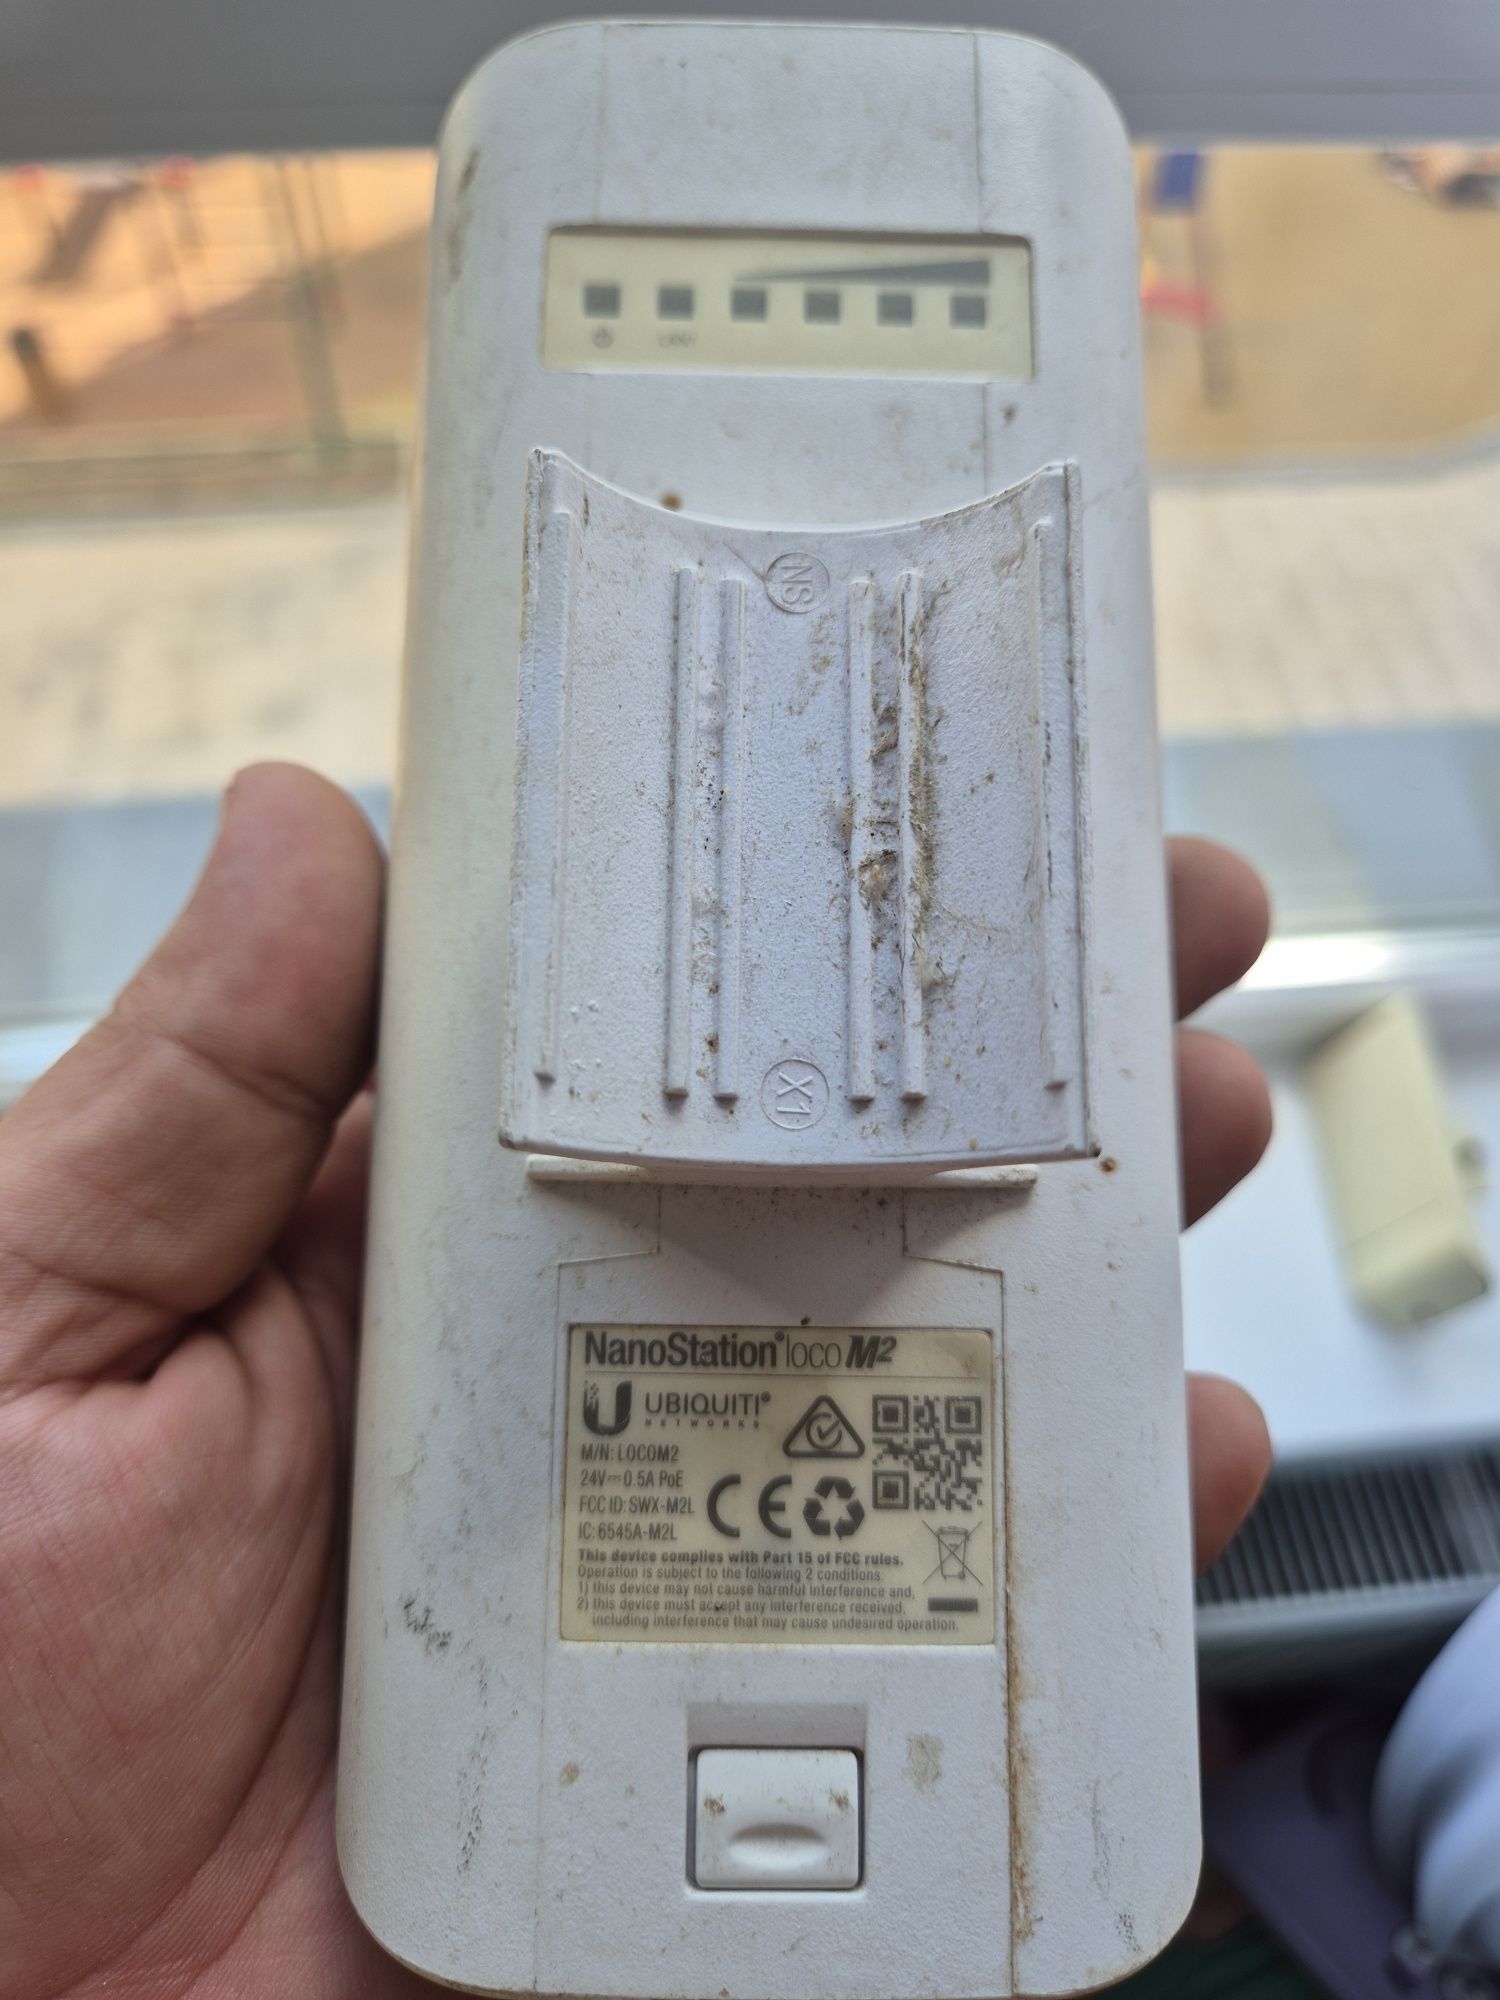 LAN1
NS
X1
NanoStation® loco M2
UBIQUITI®
NETWORKS
M/N: LOCOM2
24V⎓0.5A PoE
FCC ID: SWX-M2L
IC: 6545A-M2L
CE
This device complies with Part 15 of FCC rules.
Operation is subject to the following 2 conditions:
1) this device may not cause harmful interference and,
2) this device must accept any interference received,
including interference that may cause undesired operation.